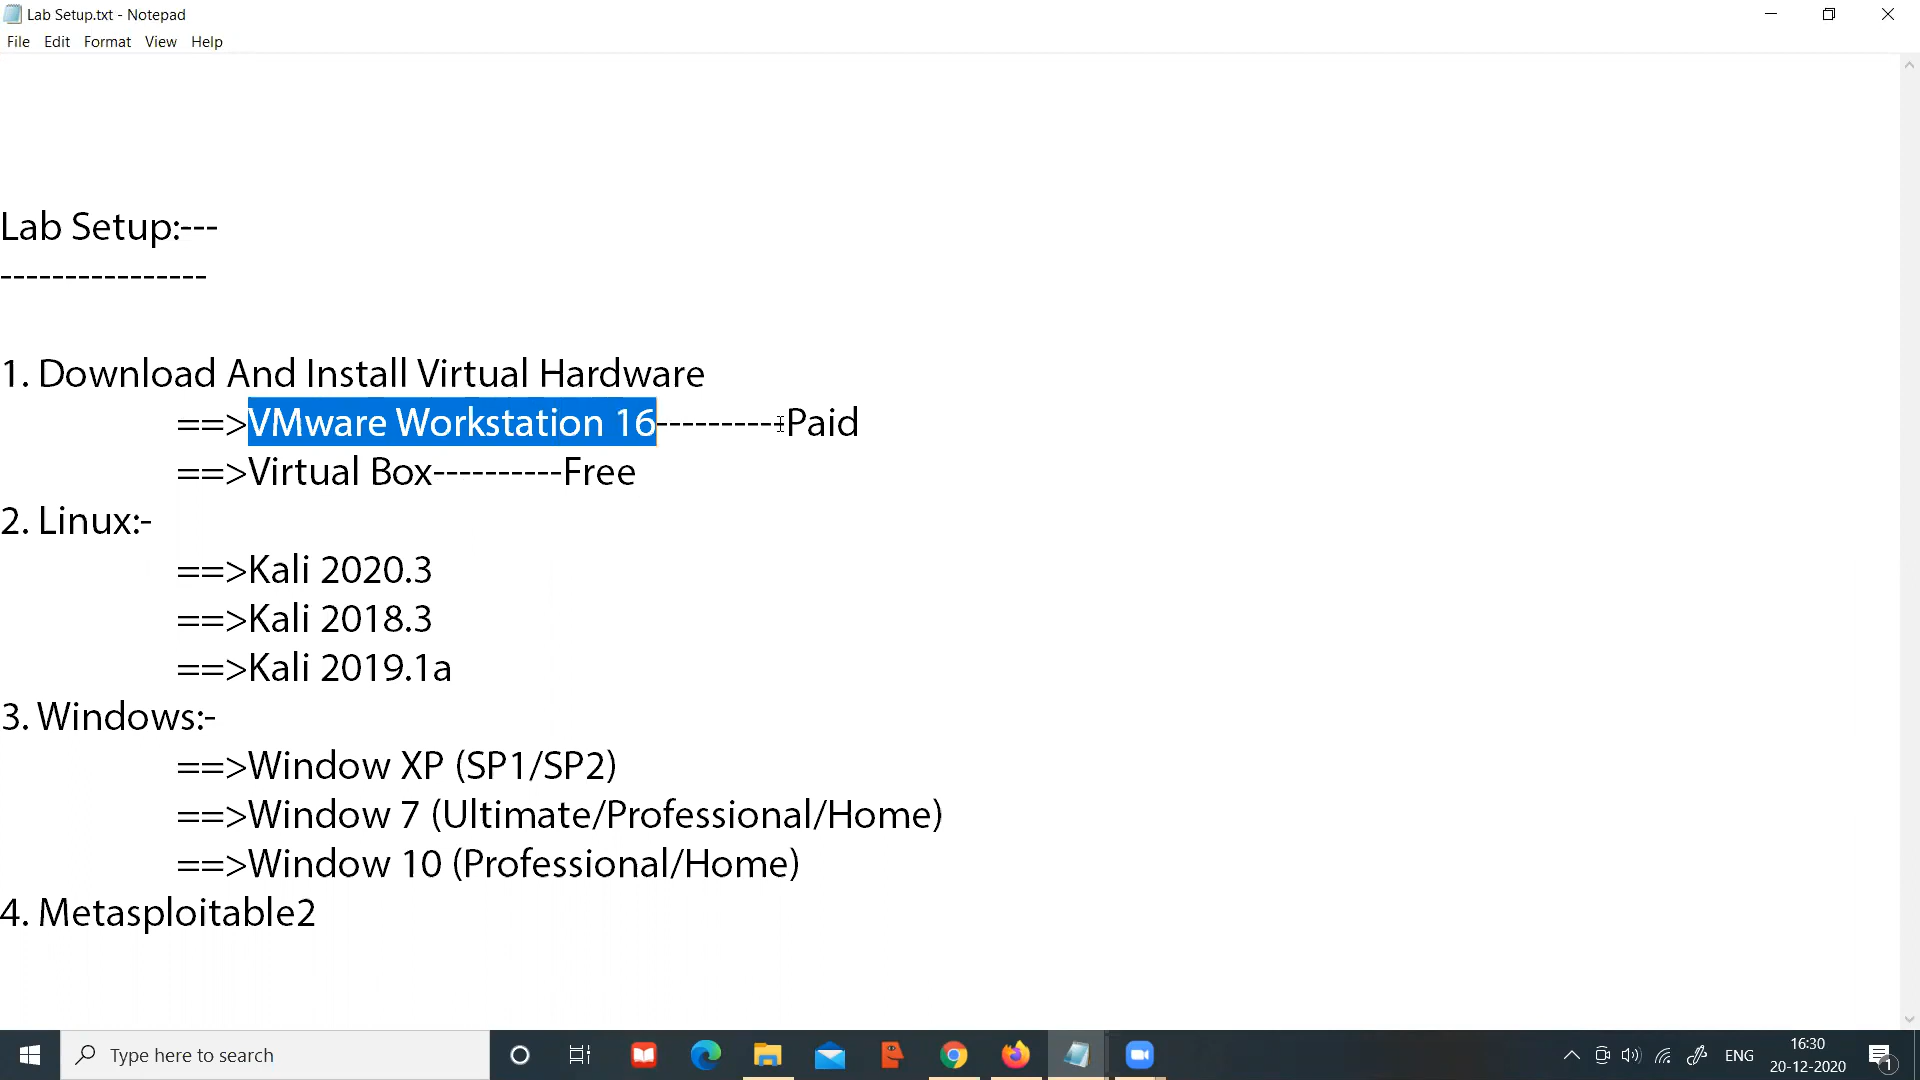 Lab Setup.txt - Notepad
File Edit Format View Help
Lab Setup:---
----------------
1. Download And Install Virtual Hardware
==>VMware Workstation 16----------Paid
==>Virtual Box----------Free
2. Linux:-
==>Kali 2020.3
==>Kali 2018.3
==>Kali 2019.1a
3. Windows:-
==>Window XP (SP1/SP2)
==>Window 7 (Ultimate/Professional/Home)
==>Window 10 (Professional/Home)
4. Metasploitable2
Type here to search
ENG
16:30
20-12-2020
1